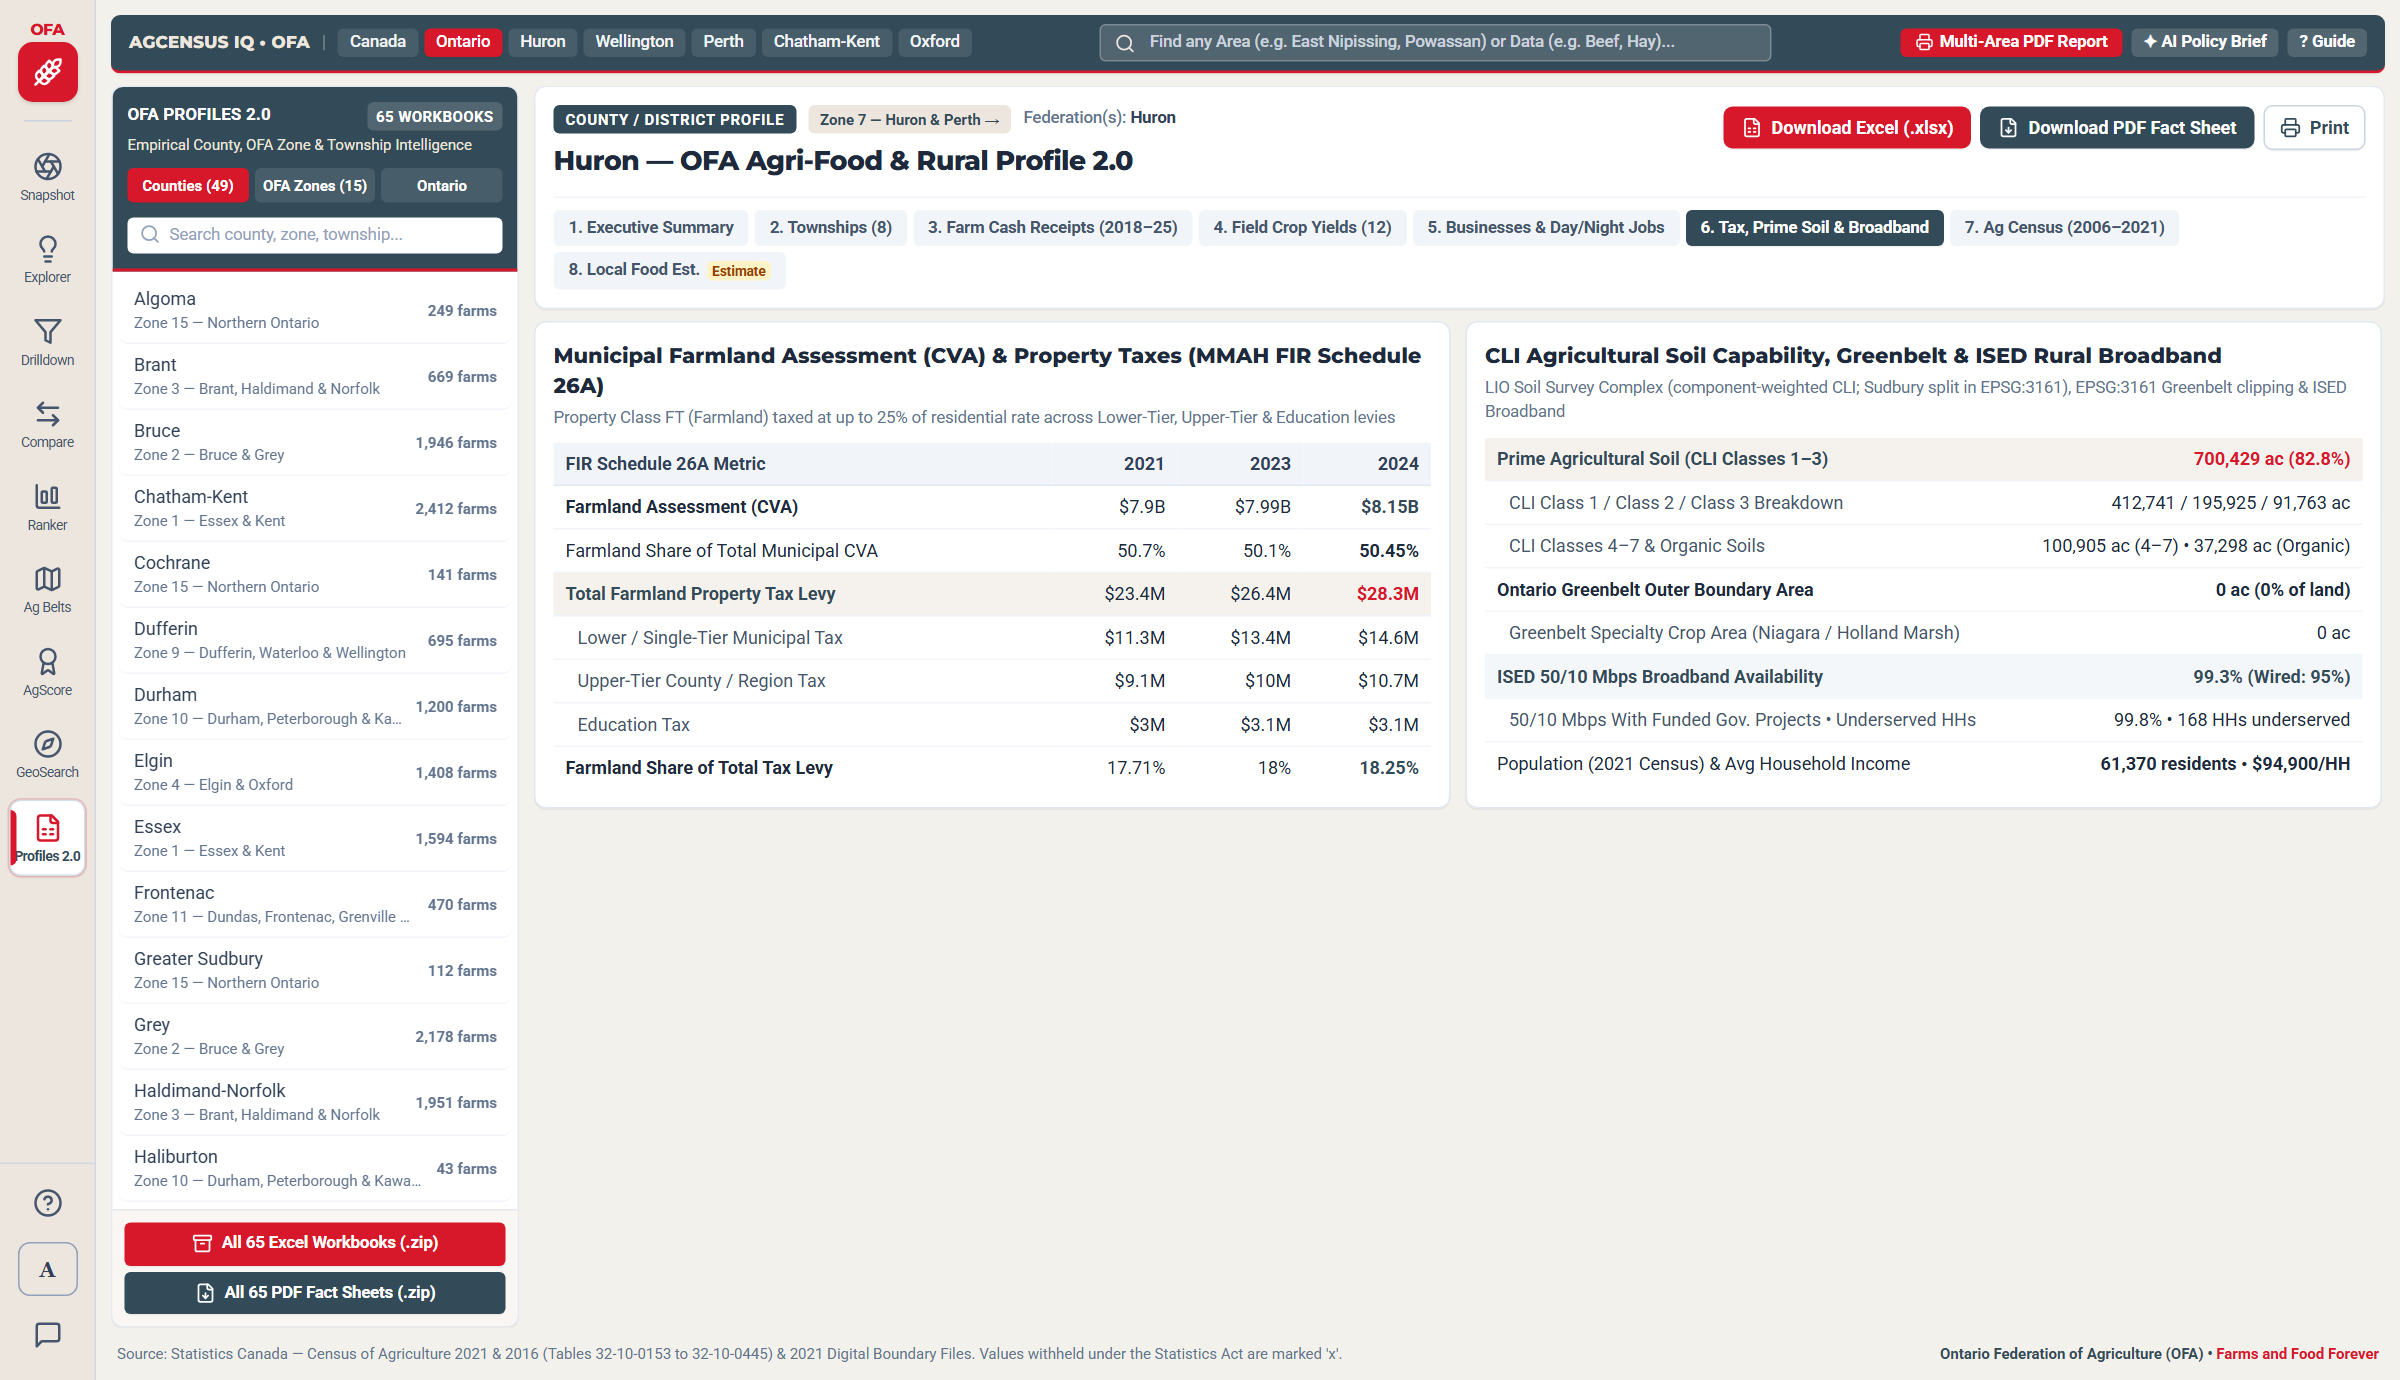 OFA
Snapshot
Explorer
Drilldown
Compare
Ranker
Ag Belts
AgScore
GeoSearch
Profiles 2.0
A
AGCENSUS IQ • OFA | Canada Ontario Huron Wellington Perth Chatham-Kent Oxford
Find any Area (e.g. East Nipissing, Powassan) or Data (e.g. Beef, Hay)...
Multi-Area PDF Report ✦ AI Policy Brief ? Guide
OFA PROFILES 2.0 65 WORKBOOKS
Empirical County, OFA Zone & Township Intelligence
Counties (49) OFA Zones (15) Ontario
Search county, zone, township...
Algoma
Zone 15 — Northern Ontario
249 farms
Brant
Zone 3 — Brant, Haldimand & Norfolk
669 farms
Bruce
Zone 2 — Bruce & Grey
1,946 farms
Chatham-Kent
Zone 1 — Essex & Kent
2,412 farms
Cochrane
Zone 15 — Northern Ontario
141 farms
Dufferin
Zone 9 — Dufferin, Waterloo & Wellington
695 farms
Durham
Zone 10 — Durham, Peterborough & Ka...
1,200 farms
Elgin
Zone 4 — Elgin & Oxford
1,408 farms
Essex
Zone 1 — Essex & Kent
1,594 farms
Frontenac
Zone 11 — Dundas, Frontenac, Grenville ...
470 farms
Greater Sudbury
Zone 15 — Northern Ontario
112 farms
Grey
Zone 2 — Bruce & Grey
2,178 farms
Haldimand-Norfolk
Zone 3 — Brant, Haldimand & Norfolk
1,951 farms
Haliburton
Zone 10 — Durham, Peterborough & Kawa...
43 farms
All 65 Excel Workbooks (.zip)
All 65 PDF Fact Sheets (.zip)
COUNTY / DISTRICT PROFILE Zone 7 — Huron & Perth → Federation(s): Huron
Huron — OFA Agri-Food & Rural Profile 2.0
Download Excel (.xlsx) Download PDF Fact Sheet Print
1. Executive Summary 2. Townships (8) 3. Farm Cash Receipts (2018–25) 4. Field Crop Yields (12) 5. Businesses & Day/Night Jobs 6. Tax, Prime Soil & Broadband 7. Ag Census (2006–2021)
8. Local Food Est. Estimate
Municipal Farmland Assessment (CVA) & Property Taxes (MMAH FIR Schedule
26A)
Property Class FT (Farmland) taxed at up to 25% of residential rate across Lower-Tier, Upper-Tier & Education levies
FIR Schedule 26A Metric 2021 2023 2024
Farmland Assessment (CVA) $7.9B $7.99B $8.15B
Farmland Share of Total Municipal CVA 50.7% 50.1% 50.45%
Total Farmland Property Tax Levy $23.4M $26.4M $28.3M
Lower / Single-Tier Municipal Tax $11.3M $13.4M $14.6M
Upper-Tier County / Region Tax $9.1M $10M $10.7M
Education Tax $3M $3.1M $3.1M
Farmland Share of Total Tax Levy 17.71% 18% 18.25%
CLI Agricultural Soil Capability, Greenbelt & ISED Rural Broadband
LIO Soil Survey Complex (component-weighted CLI; Sudbury split in EPSG:3161), EPSG:3161 Greenbelt clipping & ISED
Broadband
Prime Agricultural Soil (CLI Classes 1–3) 700,429 ac (82.8%)
CLI Class 1 / Class 2 / Class 3 Breakdown 412,741 / 195,925 / 91,763 ac
CLI Classes 4–7 & Organic Soils 100,905 ac (4–7) • 37,298 ac (Organic)
Ontario Greenbelt Outer Boundary Area 0 ac (0% of land)
Greenbelt Specialty Crop Area (Niagara / Holland Marsh) 0 ac
ISED 50/10 Mbps Broadband Availability 99.3% (Wired: 95%)
50/10 Mbps With Funded Gov. Projects • Underserved HHs 99.8% • 168 HHs underserved
Population (2021 Census) & Avg Household Income 61,370 residents • $94,900/HH
Source: Statistics Canada — Census of Agriculture 2021 & 2016 (Tables 32-10-0153 to 32-10-0445) & 2021 Digital Boundary Files. Values withheld under the Statistics Act are marked 'x'.
Ontario Federation of Agriculture (OFA) • Farms and Food Forever